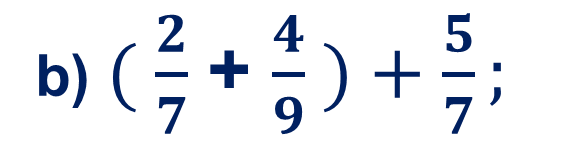 b) ( 2/7 + 4/9 ) + 5/7 ;